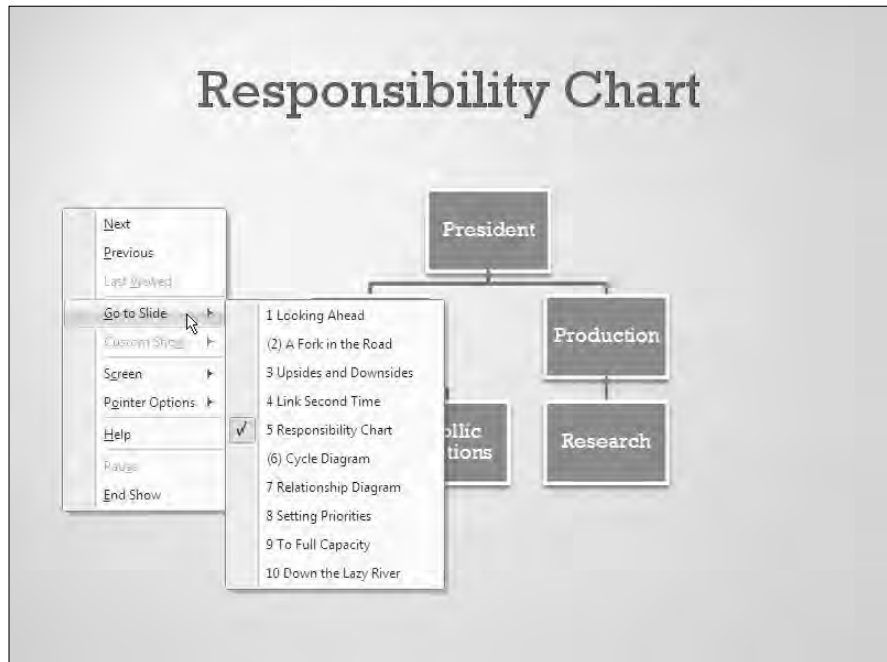 Responsibility Chart
President
Next
Previous
Last Viewed
Go to Slide
Custom Show
Screen
Pointer Options
Help
Pause
End Show
1 Looking Ahead
(2) A Fork in the Road
3 Upsides and Downsides
4 Link Second Time
5 Responsibility Chart
(6) Cycle Diagram
7 Relationship Diagram
8 Setting Priorities
9 To Full Capacity
10 Down the Lazy River
Production
Research